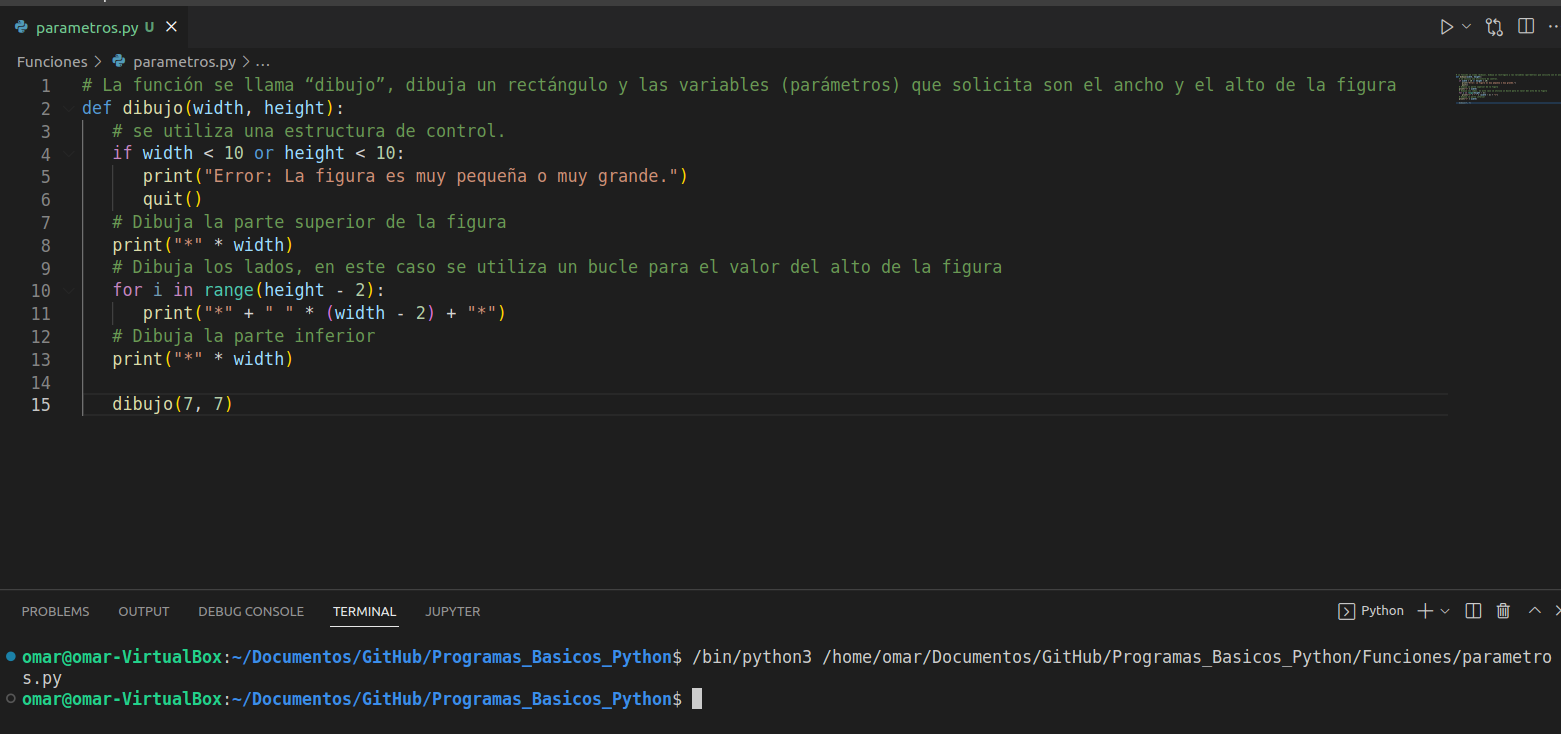 parametros.py U
Funciones > parametros.py > ...
1 # La función se llama “dibujo”, dibuja un rectángulo y las variables (parámetros) que solicita son el ancho y el alto de la figura
2 def dibujo(width, height):
3 # se utiliza una estructura de control.
4 if width < 10 or height < 10:
5 print("Error: La figura es muy pequeña o muy grande.")
6 quit()
7 # Dibuja la parte superior de la figura
8 print("*" * width)
9 # Dibuja los lados, en este caso se utiliza un bucle para el valor del alto de la figura
10 for i in range(height - 2):
11 print("*" + " " * (width - 2) + "*")
12 # Dibuja la parte inferior
13 print("*" * width)
14
15 dibujo(7, 7)
PROBLEMS OUTPUT DEBUG CONSOLE TERMINAL JUPYTER Python
omar@omar-VirtualBox:~/Documentos/GitHub/Programas_Basicos_Python$ /bin/python3 /home/omar/Documentos/GitHub/Programas_Basicos_Python/Funciones/parametro
s.py
omar@omar-VirtualBox:~/Documentos/GitHub/Programas_Basicos_Python$